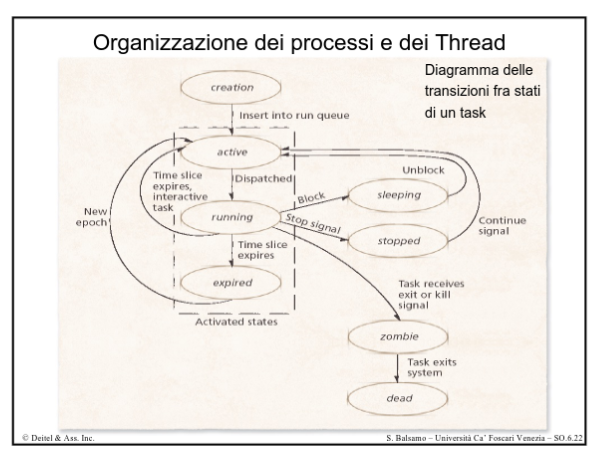 Organizzazione dei processi e dei Thread
Diagramma delle
transizioni fra stati
di un task
creation
Insert into run queue
active
Time slice
expires,
interactive
task
Dispatched
Unblock
Block
sleeping
New
epoch
running
Stop signal
stopped
Continue
signal
Time slice
expires
expired
Task receives
exit or kill
signal
Activated states
zombie
Task exits
system
dead
© Deitel & Ass. Inc.
S. Balsamo – Università Ca’ Foscari Venezia – SO.6.22